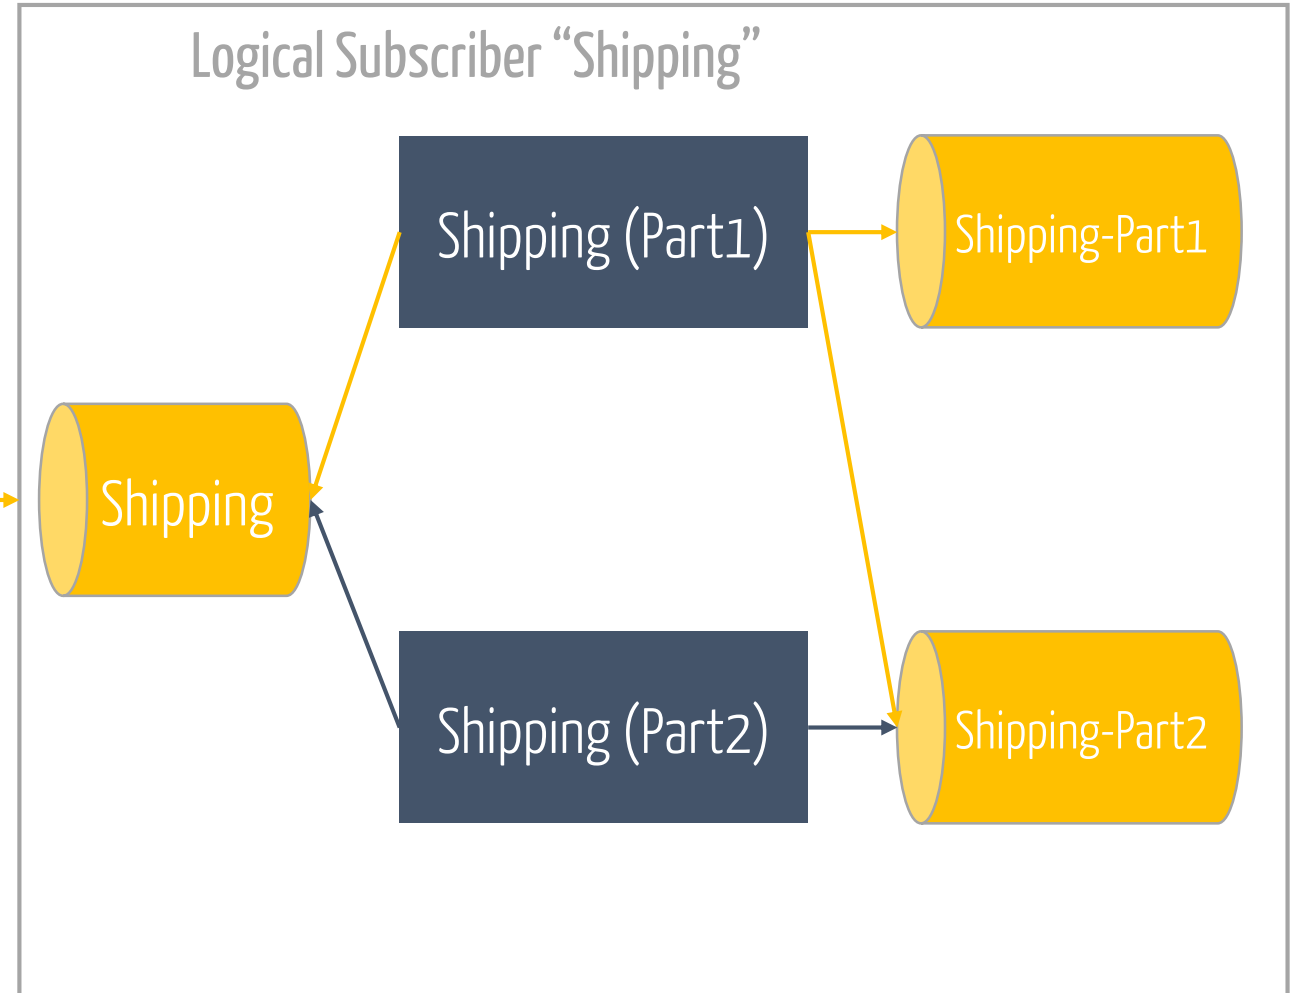 Logical Subscriber “Shipping”
Shipping (Part1)
Shipping-Part1
Shipping
Shipping (Part2)
Shipping-Part2